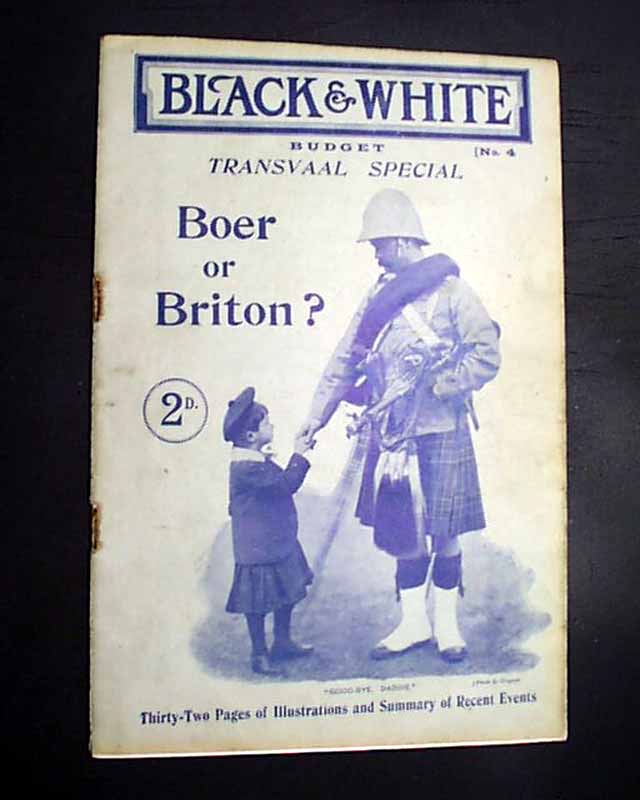 BLACK & WHITE
BUDGET
[No. 4
TRANSVAAL SPECIAL
Boer
or
Briton?
2D.
"GOOD-BYE, DADDIE"
Thirty-Two Pages of Illustrations and Summary of Recent Events